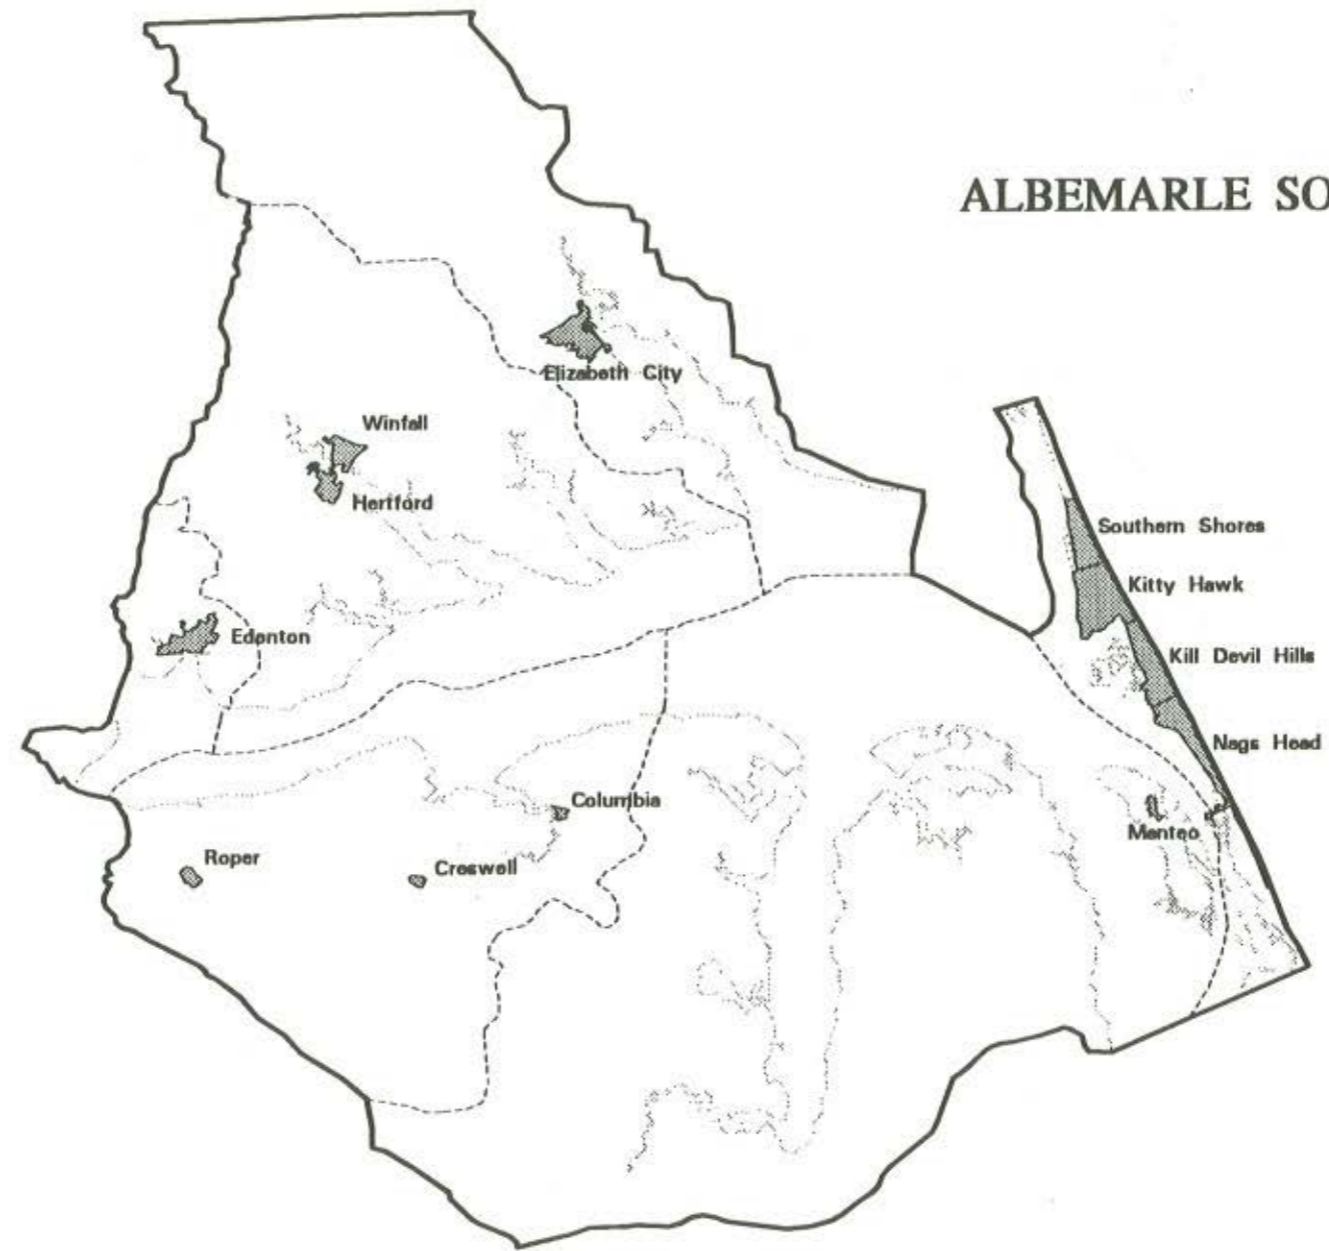 ALBEMARLE SO
Elizabeth City
Winfall
Hertford
Southern Shores
Kitty Hawk
Edenton
Kill Devil Hills
Nags Head
Columbia
Manteo
Roper
Creswell